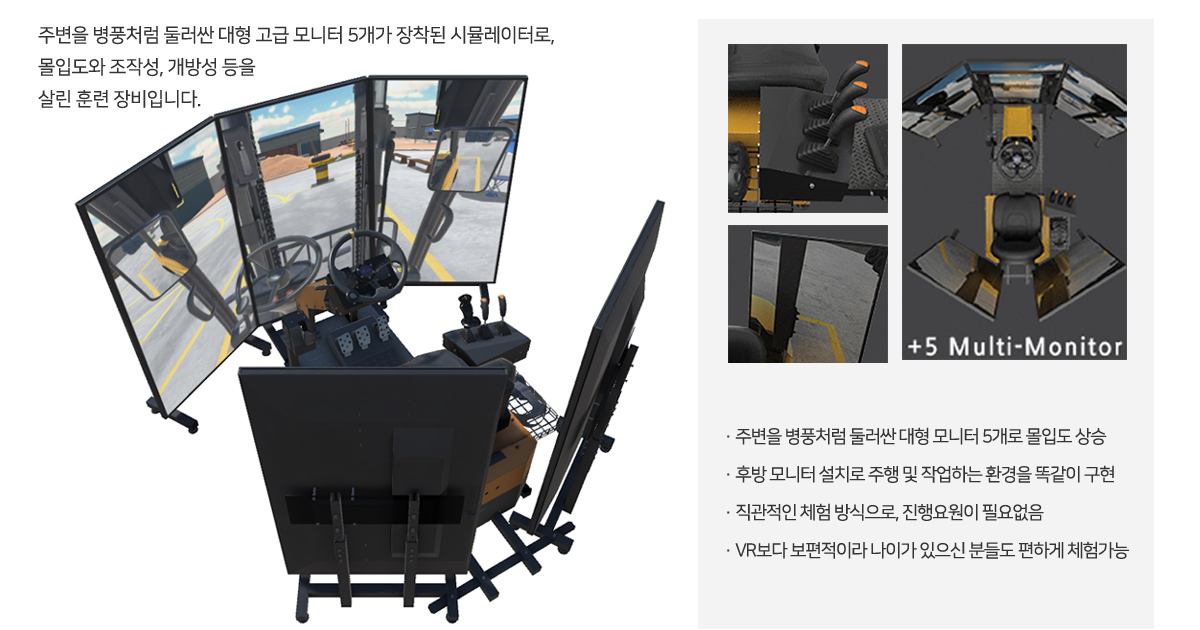 주변을 병풍처럼 둘러싼 대형 고급 모니터 5개가 장착된 시뮬레이터로,
몰입도와 조작성, 개방성 등을
살린 훈련 장비입니다.
+5 Multi-Monitor
· 주변을 병풍처럼 둘러싼 대형 모니터 5개로 몰입도 상승
· 후방 모니터 설치로 주행 및 작업하는 환경을 똑같이 구현
· 직관적인 체험 방식으로, 진행요원이 필요없음
· VR보다 보편적이라 나이가 있으신 분들도 편하게 체험가능